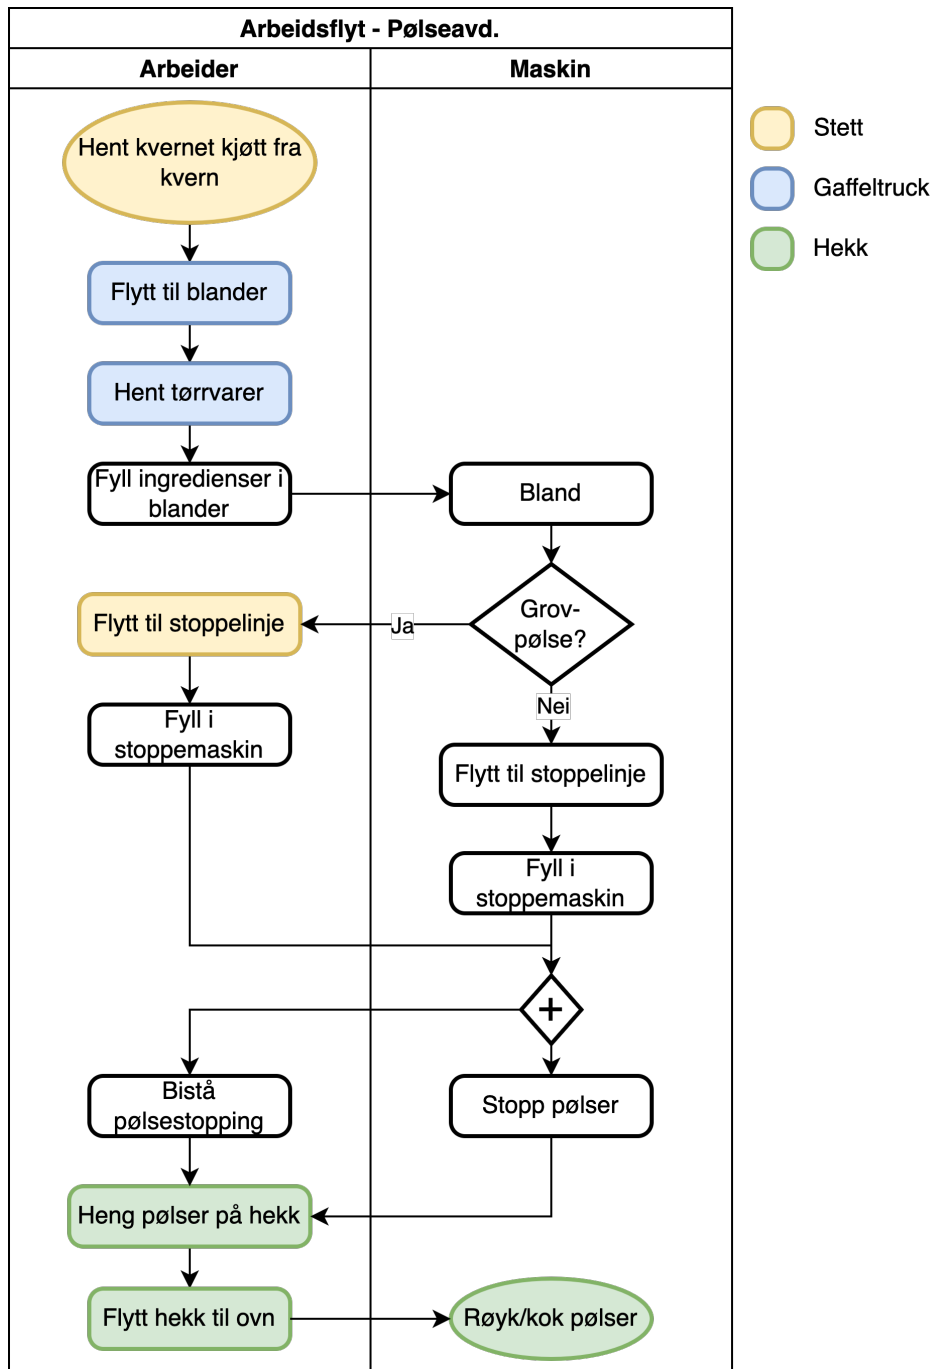 Arbeidsflyt - Pølseavd.
Arbeider
Maskin
Hent kvernet kjøtt fra
kvern
Stett
Gaffeltruck
Hekk
Flytt til blander
Hent tørrvarer
Fyll ingredienser i
blander
Bland
Grov-
pølse?
Ja
Flytt til stoppelinje
Fyll i
stoppemaskin
Nei
Flytt til stoppelinje
Fyll i
stoppemaskin
+
Bistå
pølsestopping
Stopp pølser
Heng pølser på hekk
Flytt hekk til ovn
Røyk/kok pølser